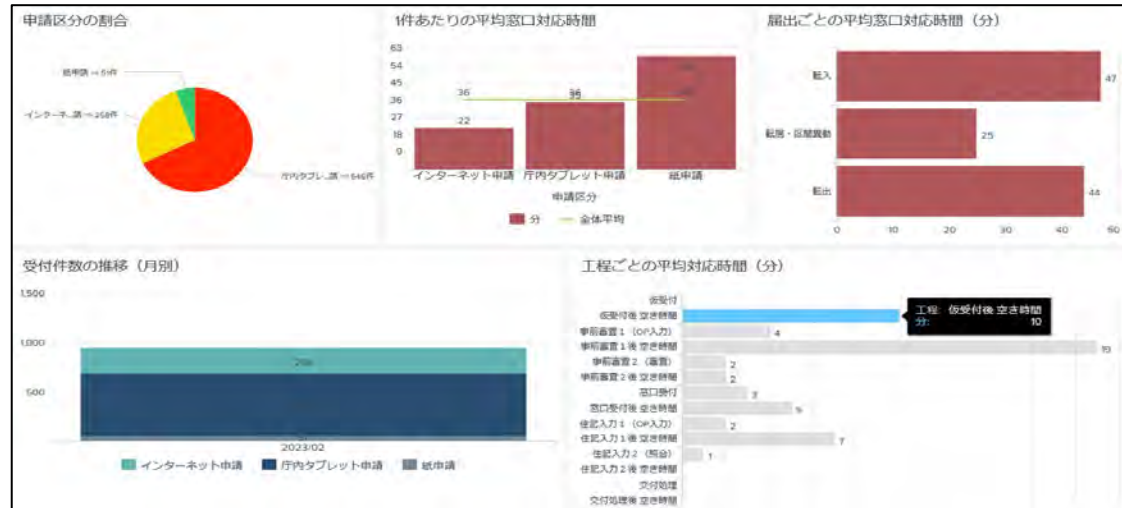 申請区分の割合
紙申請 ⇒ 51件
インターネ...請 ⇒ 258件
庁内タブレ...請 ⇒ 646件
1件あたりの平均窓口対応時間
63
54
45
36
27
18
9
0
36
36
22
35
インターネット申請
庁内タブレット申請
紙申請
申請区分
分
全体平均
届出ごとの平均窓口対応時間（分）
転入
47
転居・区間異動
25
転出
44
0
10
20
30
40
50
60
受付件数の推移（月別）
1,500
1,000
500
258
2023/02
インターネット申請
庁内タブレット申請
紙申請
工程ごとの平均対応時間（分）
仮受付
仮受付後 空き時間
工程: 仮受付後 空き時間
分: 10
事前審査1（OP入力）
4
事前審査1後 空き時間
19
事前審査2（審査）
2
事前審査2後 空き時間
2
窓口受付
3
窓口受付後 空き時間
5
住記入力1（OP入力）
2
住記入力1後 空き時間
7
住記入力2（照合）
1
住記入力2後 空き時間
交付処理
交付処理後 空き時間